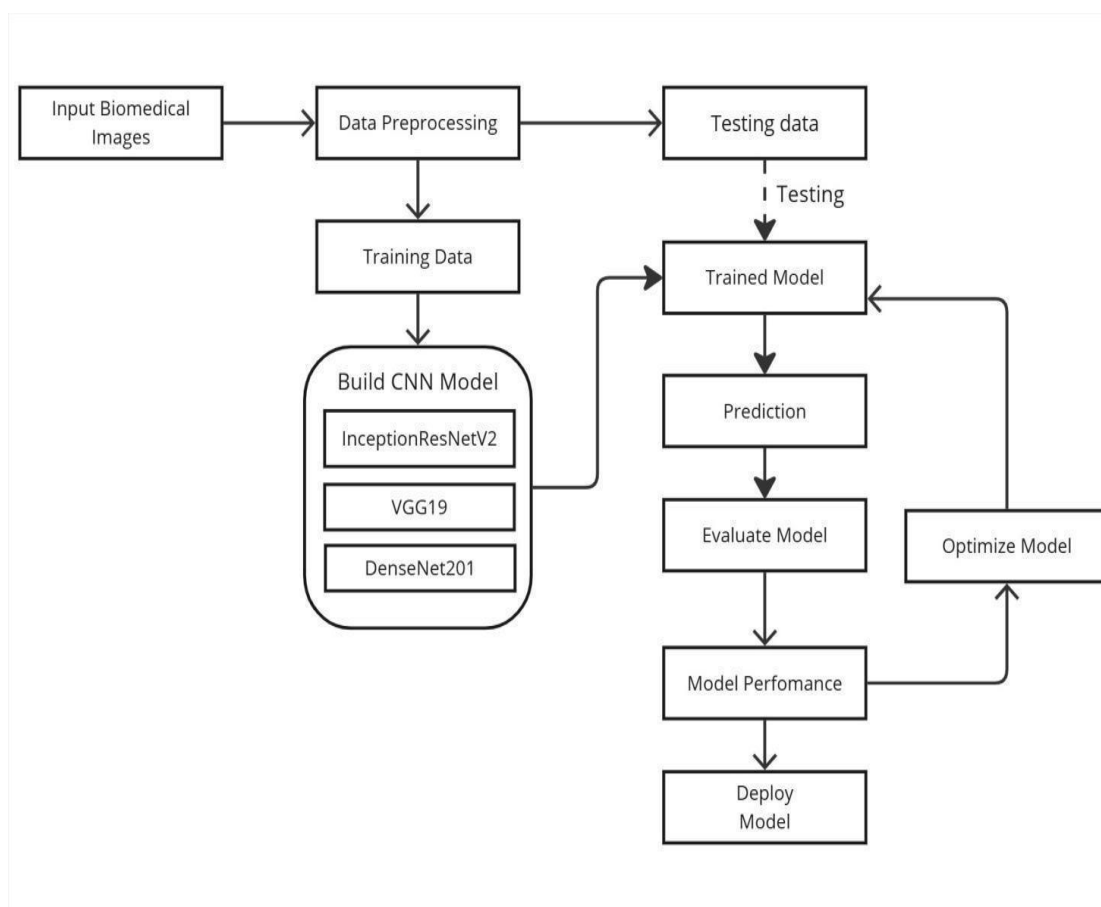 Input Biomedical
Images
Data Preprocessing
Testing data
Testing
Training Data
Trained Model
Build CNN Model
InceptionResNetV2
VGG19
DenseNet201
Prediction
Evaluate Model
Optimize Model
Model Perfomance
Deploy
Model